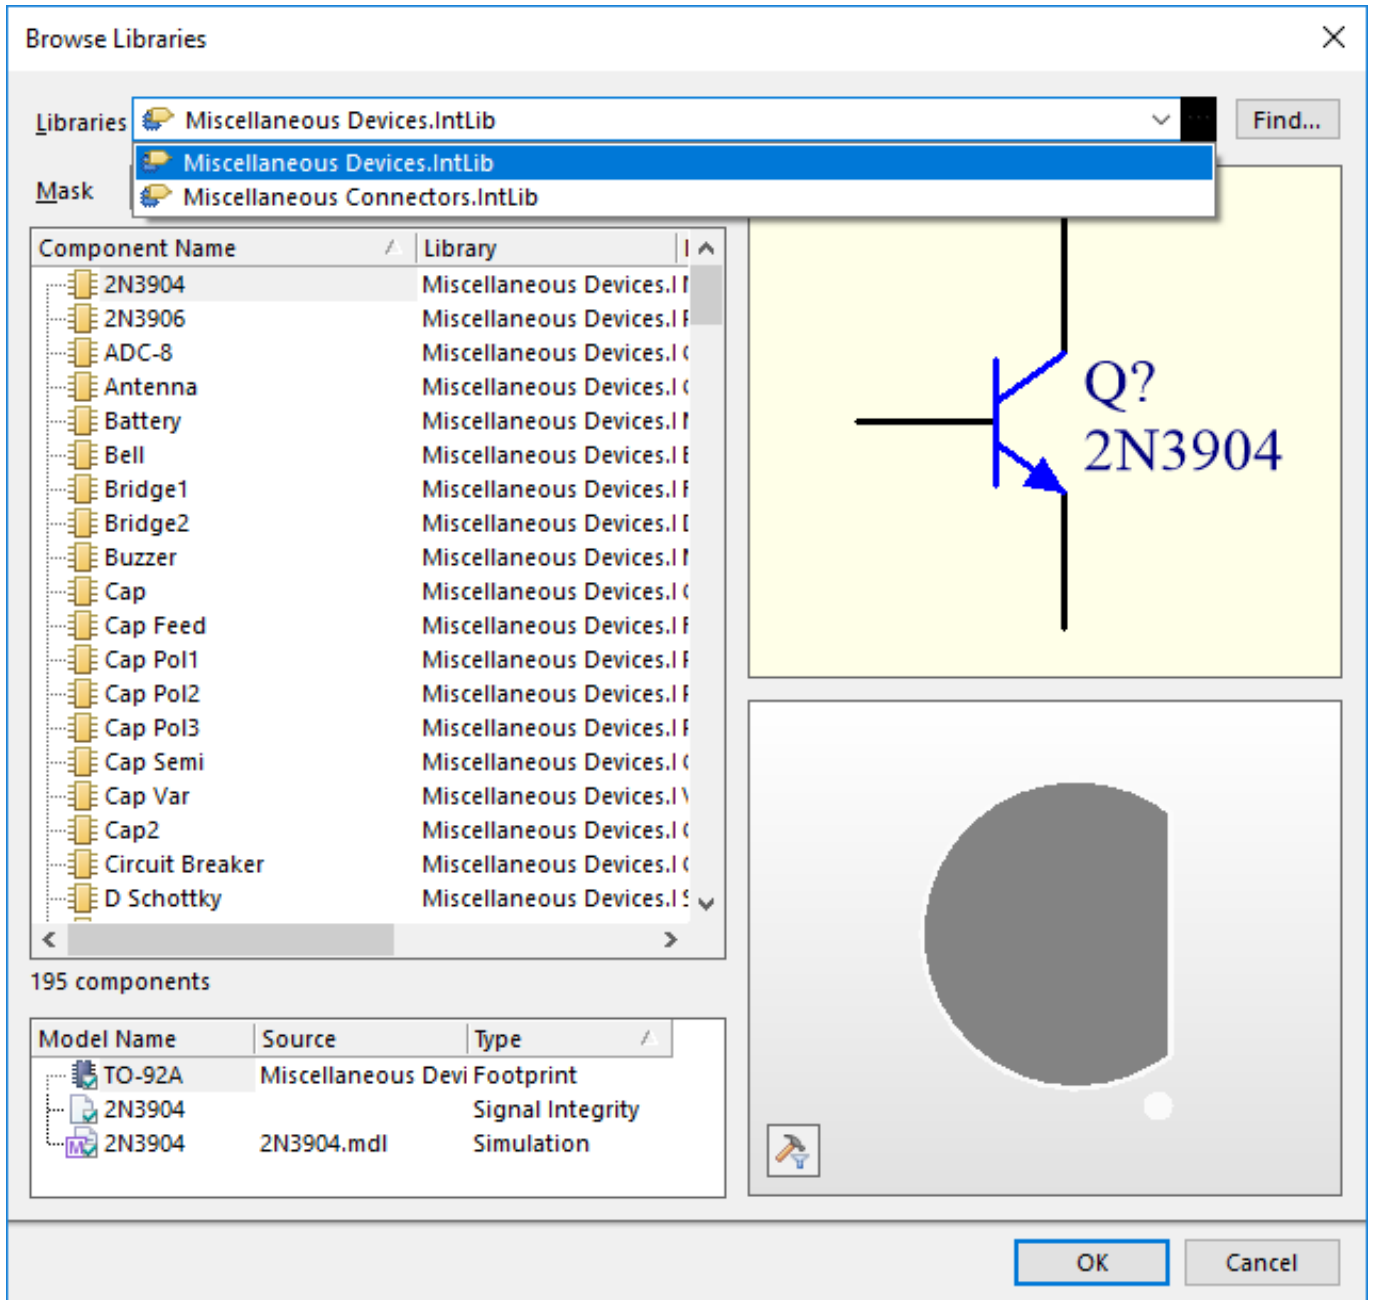 Browse Libraries
Libraries Miscellaneous Devices.IntLib ... Find...
Miscellaneous Devices.IntLib
Mask Miscellaneous Connectors.IntLib
Component Name Library
2N3904 Miscellaneous Devices.I
2N3906 Miscellaneous Devices.I
ADC-8 Miscellaneous Devices.I
Antenna Miscellaneous Devices.I
Battery Miscellaneous Devices.I
Bell Miscellaneous Devices.I
Bridge1 Miscellaneous Devices.I
Bridge2 Miscellaneous Devices.I
Buzzer Miscellaneous Devices.I
Cap Miscellaneous Devices.I
Cap Feed Miscellaneous Devices.I
Cap Pol1 Miscellaneous Devices.I
Cap Pol2 Miscellaneous Devices.I
Cap Pol3 Miscellaneous Devices.I
Cap Semi Miscellaneous Devices.I
Cap Var Miscellaneous Devices.I
Cap2 Miscellaneous Devices.I
Circuit Breaker Miscellaneous Devices.I
D Schottky Miscellaneous Devices.I
195 components
Q?
2N3904
Model Name Source Type
TO-92A Miscellaneous Devi Footprint
2N3904 Signal Integrity
2N3904 2N3904.mdl Simulation
OK Cancel